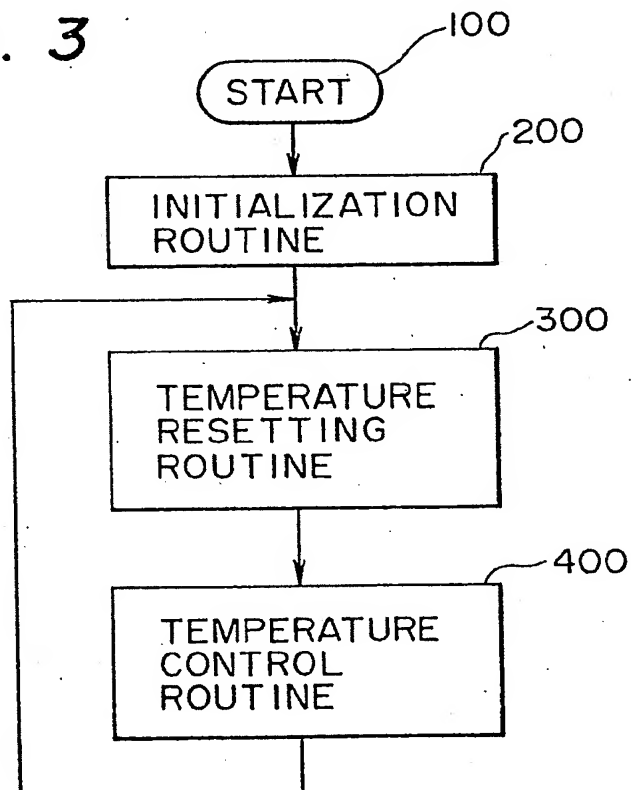 . 3
100
START
200
INITIALIZATION
ROUTINE
300
TEMPERATURE
RESETTING
ROUTINE
400
TEMPERATURE
CONTROL
ROUTINE